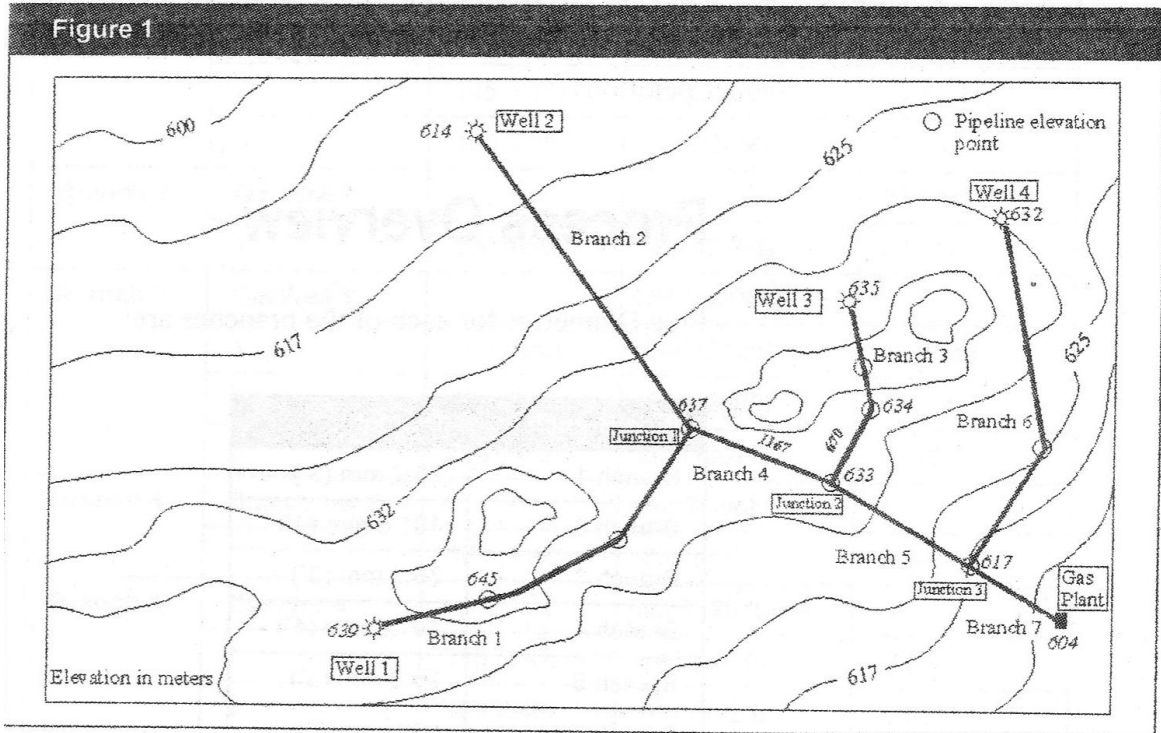 Figure 1
600
614
Well 2
Pipeline elevation
point
625
Well 4
632
Branch 2
Well 3
635
617
Branch 3
625
637
634
Junction 1
1167
670
Branch 6
Branch 4
633
Junction 2
632
Branch 5
617
Junction 3
645
Gas
Plant
639
Branch 1
Branch 7
604
Well 1
Elevation in meters
617